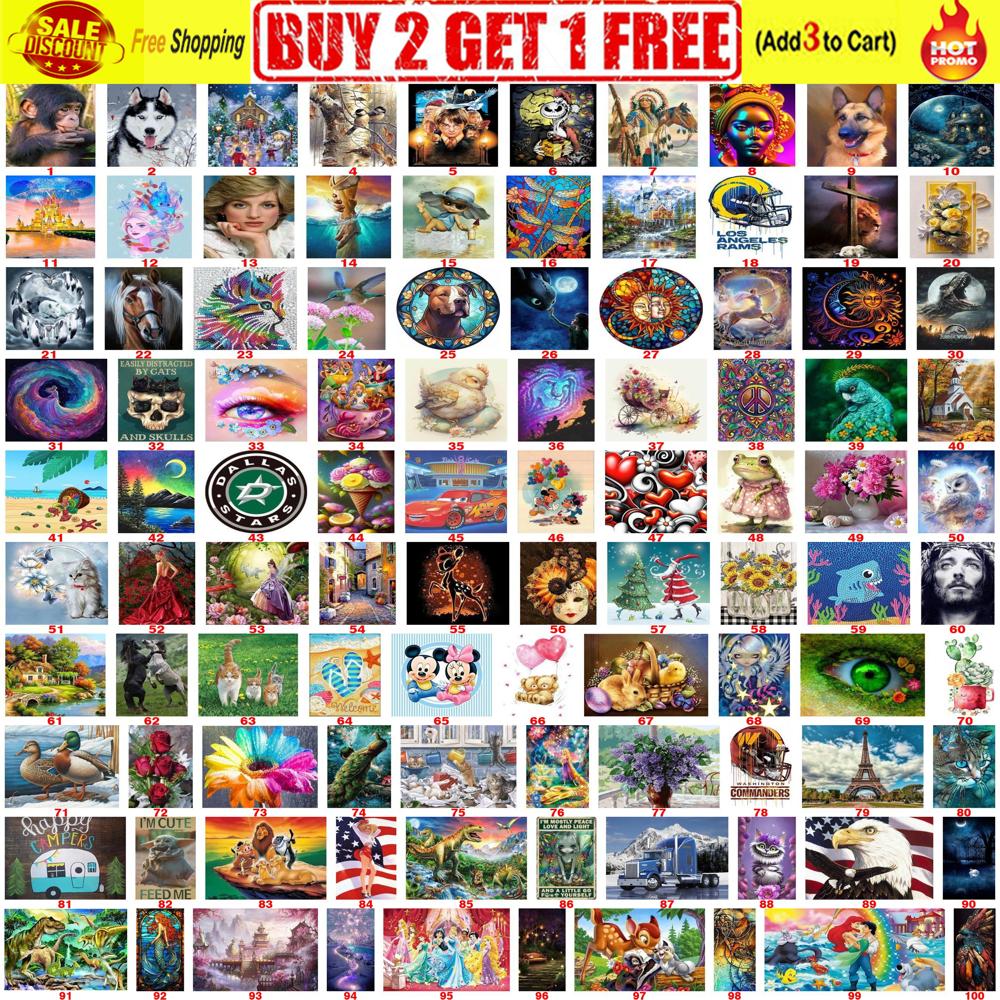 SALE
DISCOUNT
Free Shopping
BUY 2 GET 1 FREE
(Add 3 to Cart)
HOT
PROMO
1 2 3 4 5 6 7 8 9 10
LOS
ANGELES
RAMS
11 12 13 14 15 16 17 18 19 20
21 22 23 24 25 26 27 28 29 30
EASILY DISTRACTED
BY CATS
AND SKULLS
31 32 33 34 35 36 37 38 39 40
DALLAS
STARS
41 42 43 44 45 46 47 48 49 50
51 52 53 54 55 56 57 58 59 60
Welcome
61 62 63 64 65 66 67 68 69 70
WASHINGTON
COMMANDERS
71 72 73 74 75 76 77 78 79 80
happy
CAMPERS
I'M CUTE
FEED ME
I'M MOSTLY PEACE
LOVE AND LIGHT
AND A LITTLE GO
F YOURSELF
81 82 83 84 85 86 87 88 89 90
91 92 93 94 95 96 97 98 99 100